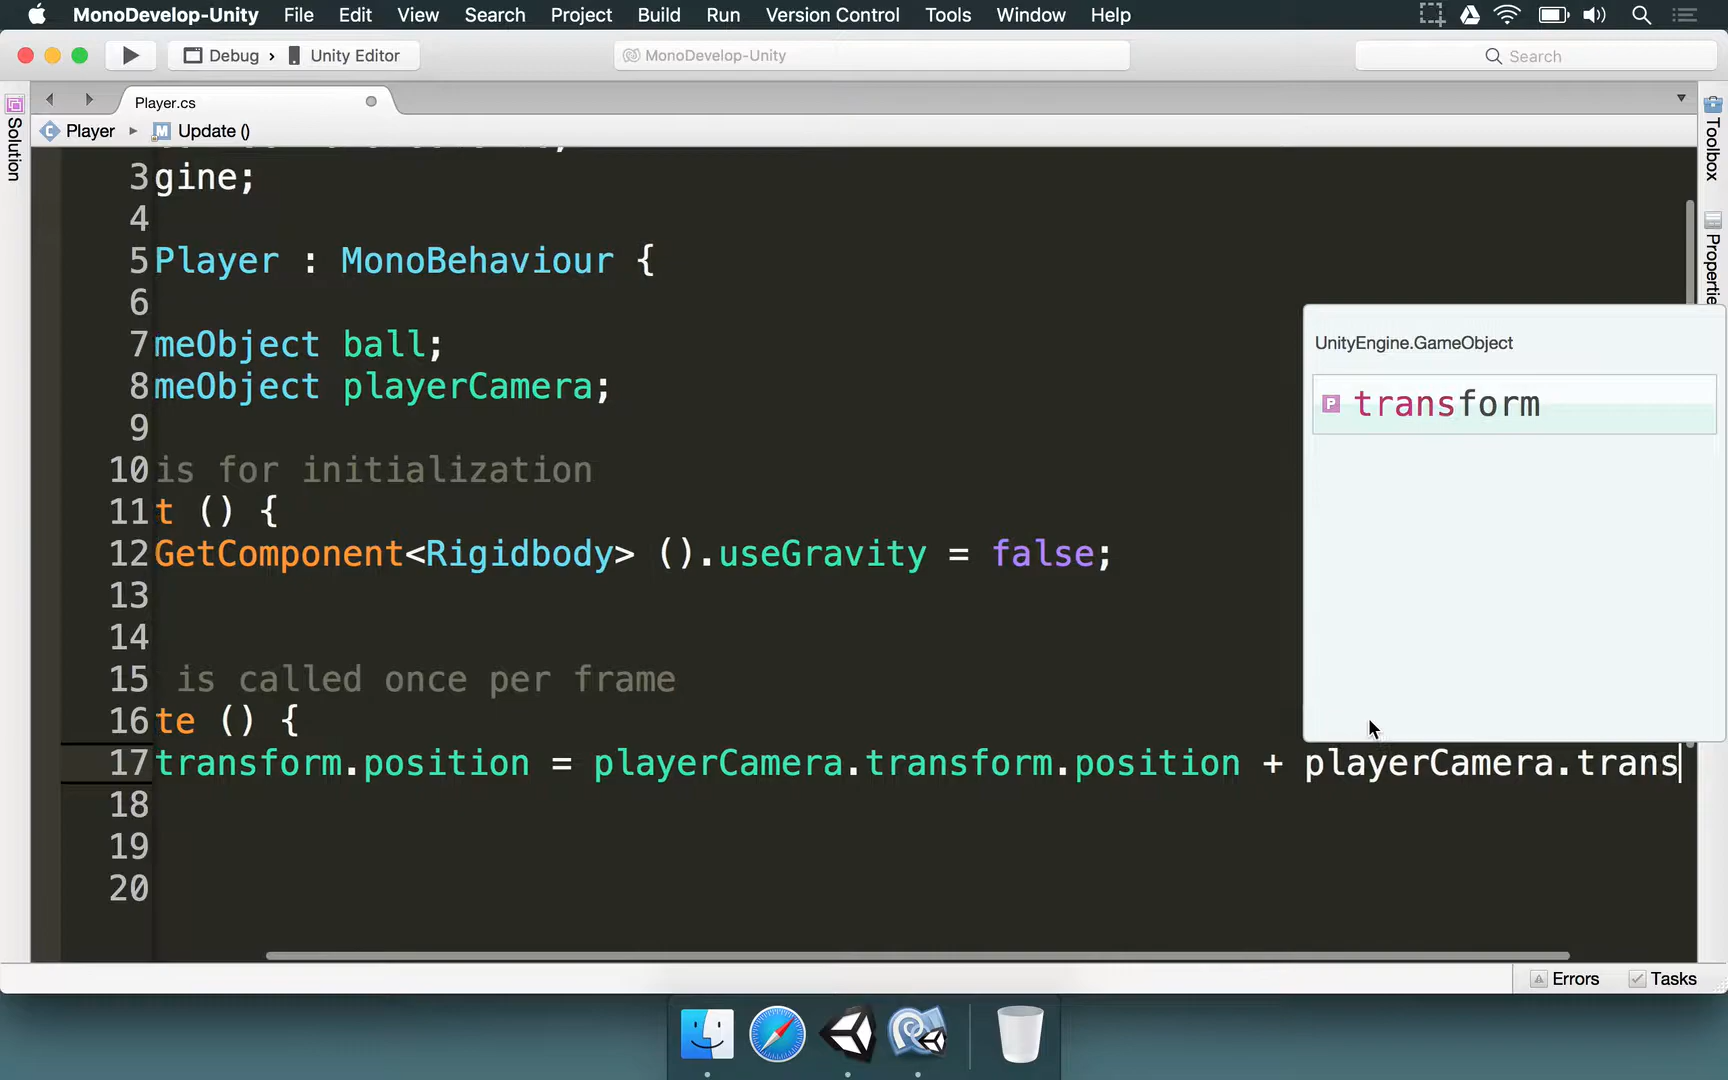 MonoDevelop-Unity File Edit View Search Project Build Run Version Control Tools Window Help
Debug › Unity Editor MonoDevelop-Unity Search
Player.cs
Player ▸ M Update ()
Solution
Toolbox
Propertie
3 gine;
4
5 Player : MonoBehaviour {
6
7 meObject ball;
8 meObject playerCamera;
9
10 is for initialization
11 t () {
12 GetComponent<Rigidbody> ().useGravity = false;
13
14
15 is called once per frame
16 te () {
17 transform.position = playerCamera.transform.position + playerCamera.trans
18
19
20
UnityEngine.GameObject
P transform
Errors Tasks